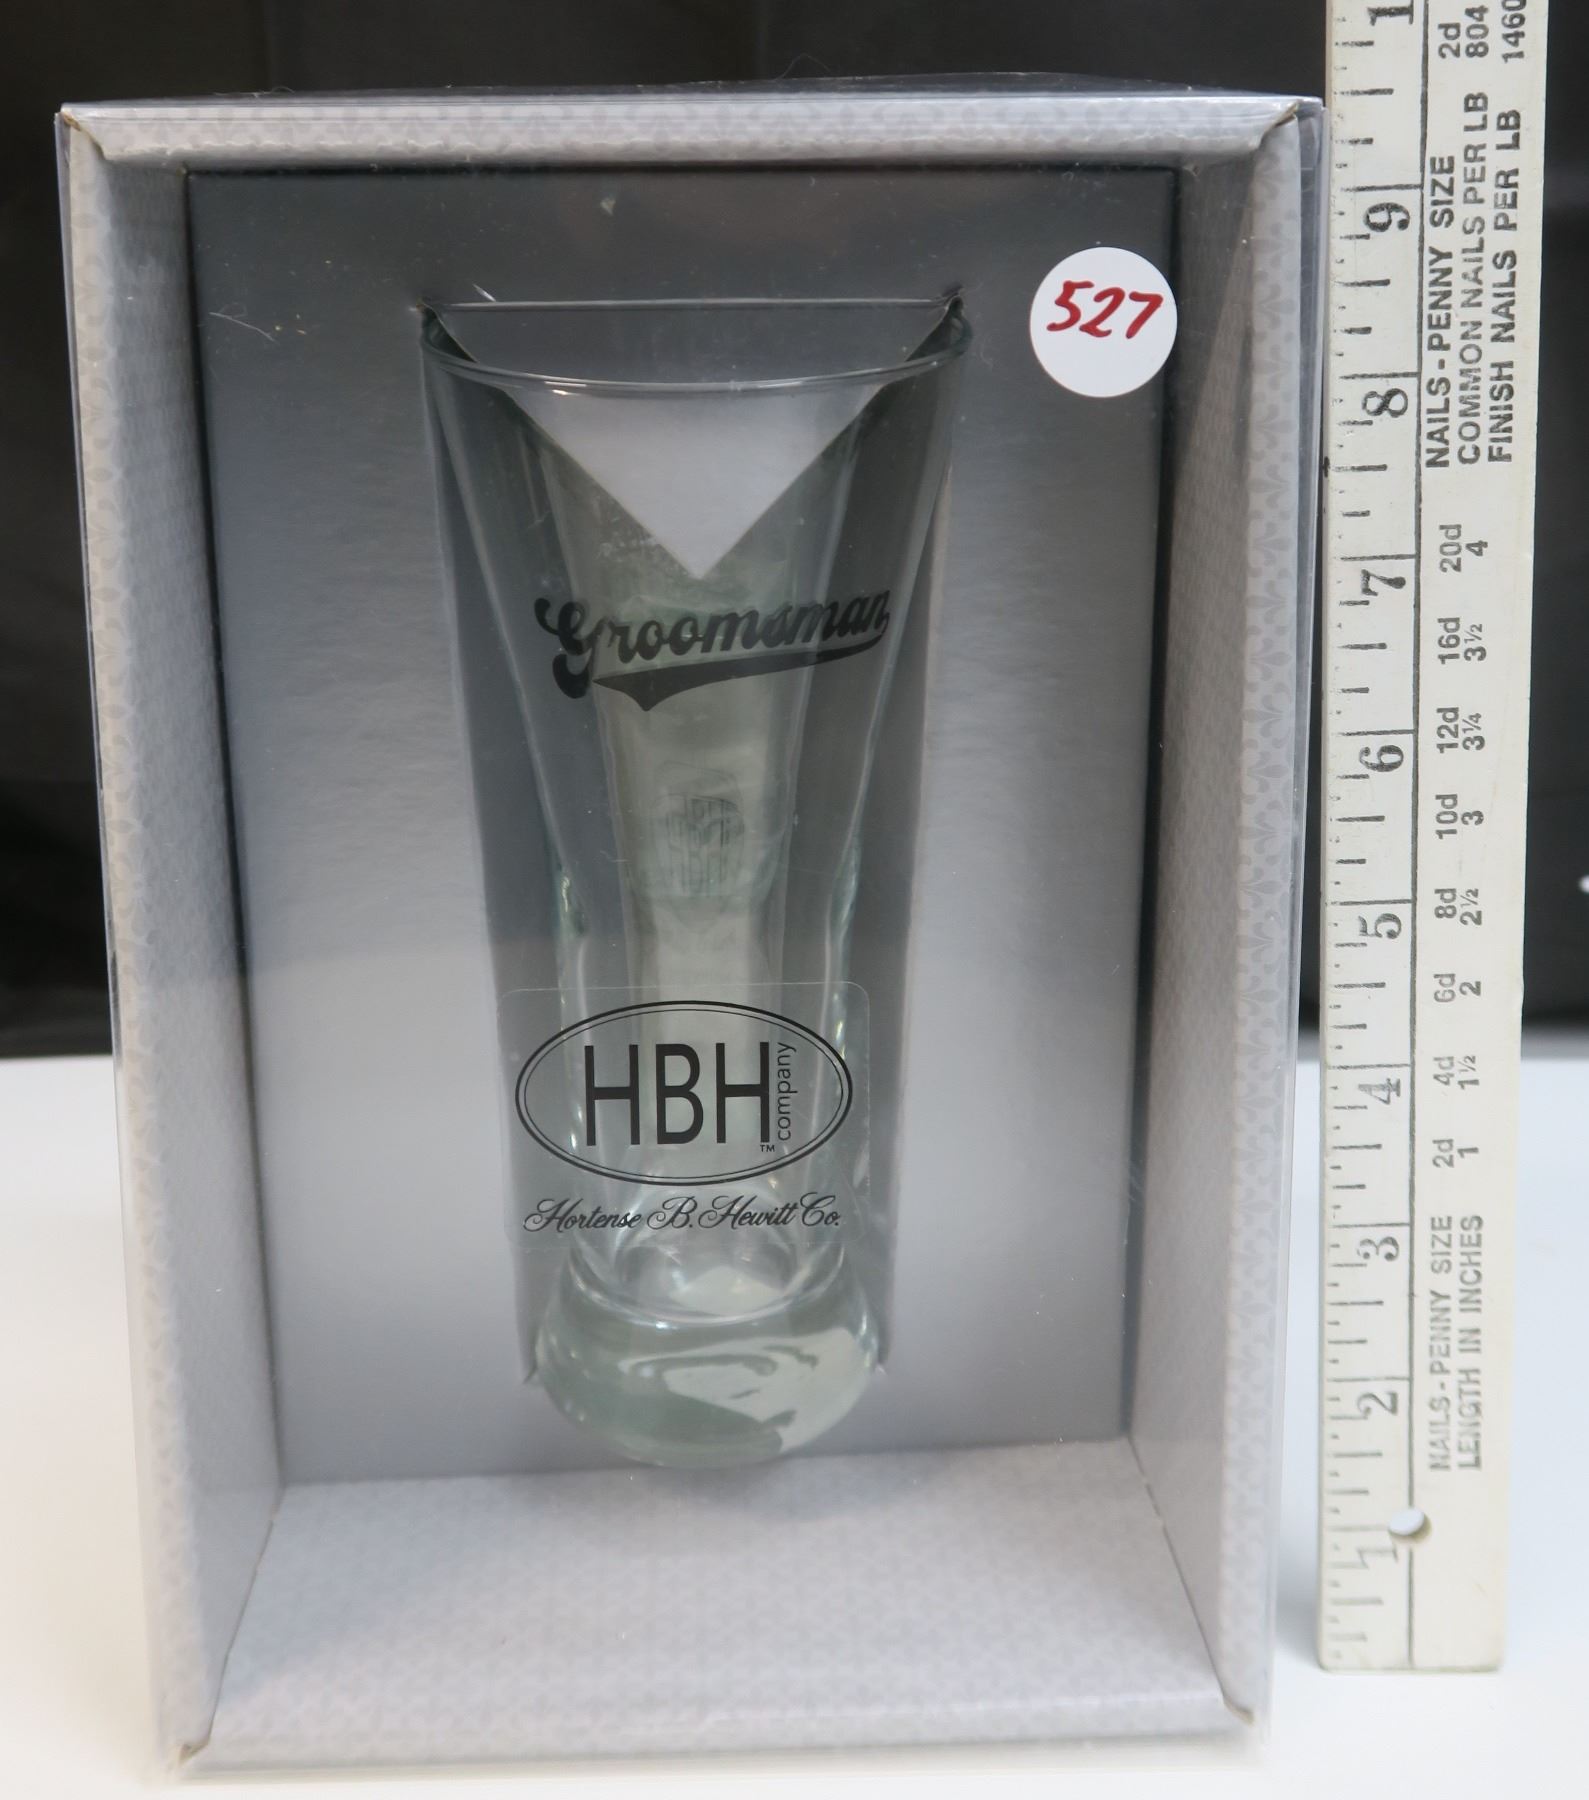 527
Groomsman
HBH company
TM
Hortense B. Hewitt Co.
1
9
8
7
6
5
4
3
2
1
NAILS - PENNY SIZE 2d
COMMON NAILS PER LB 804
FINISH NAILS PER LB 1460
NAILS - PENNY SIZE 2d 4d 6d 8d 10d 12d 16d 20d
LENGTH IN INCHES 1 1½ 2 2½ 3 3¼ 3½ 4